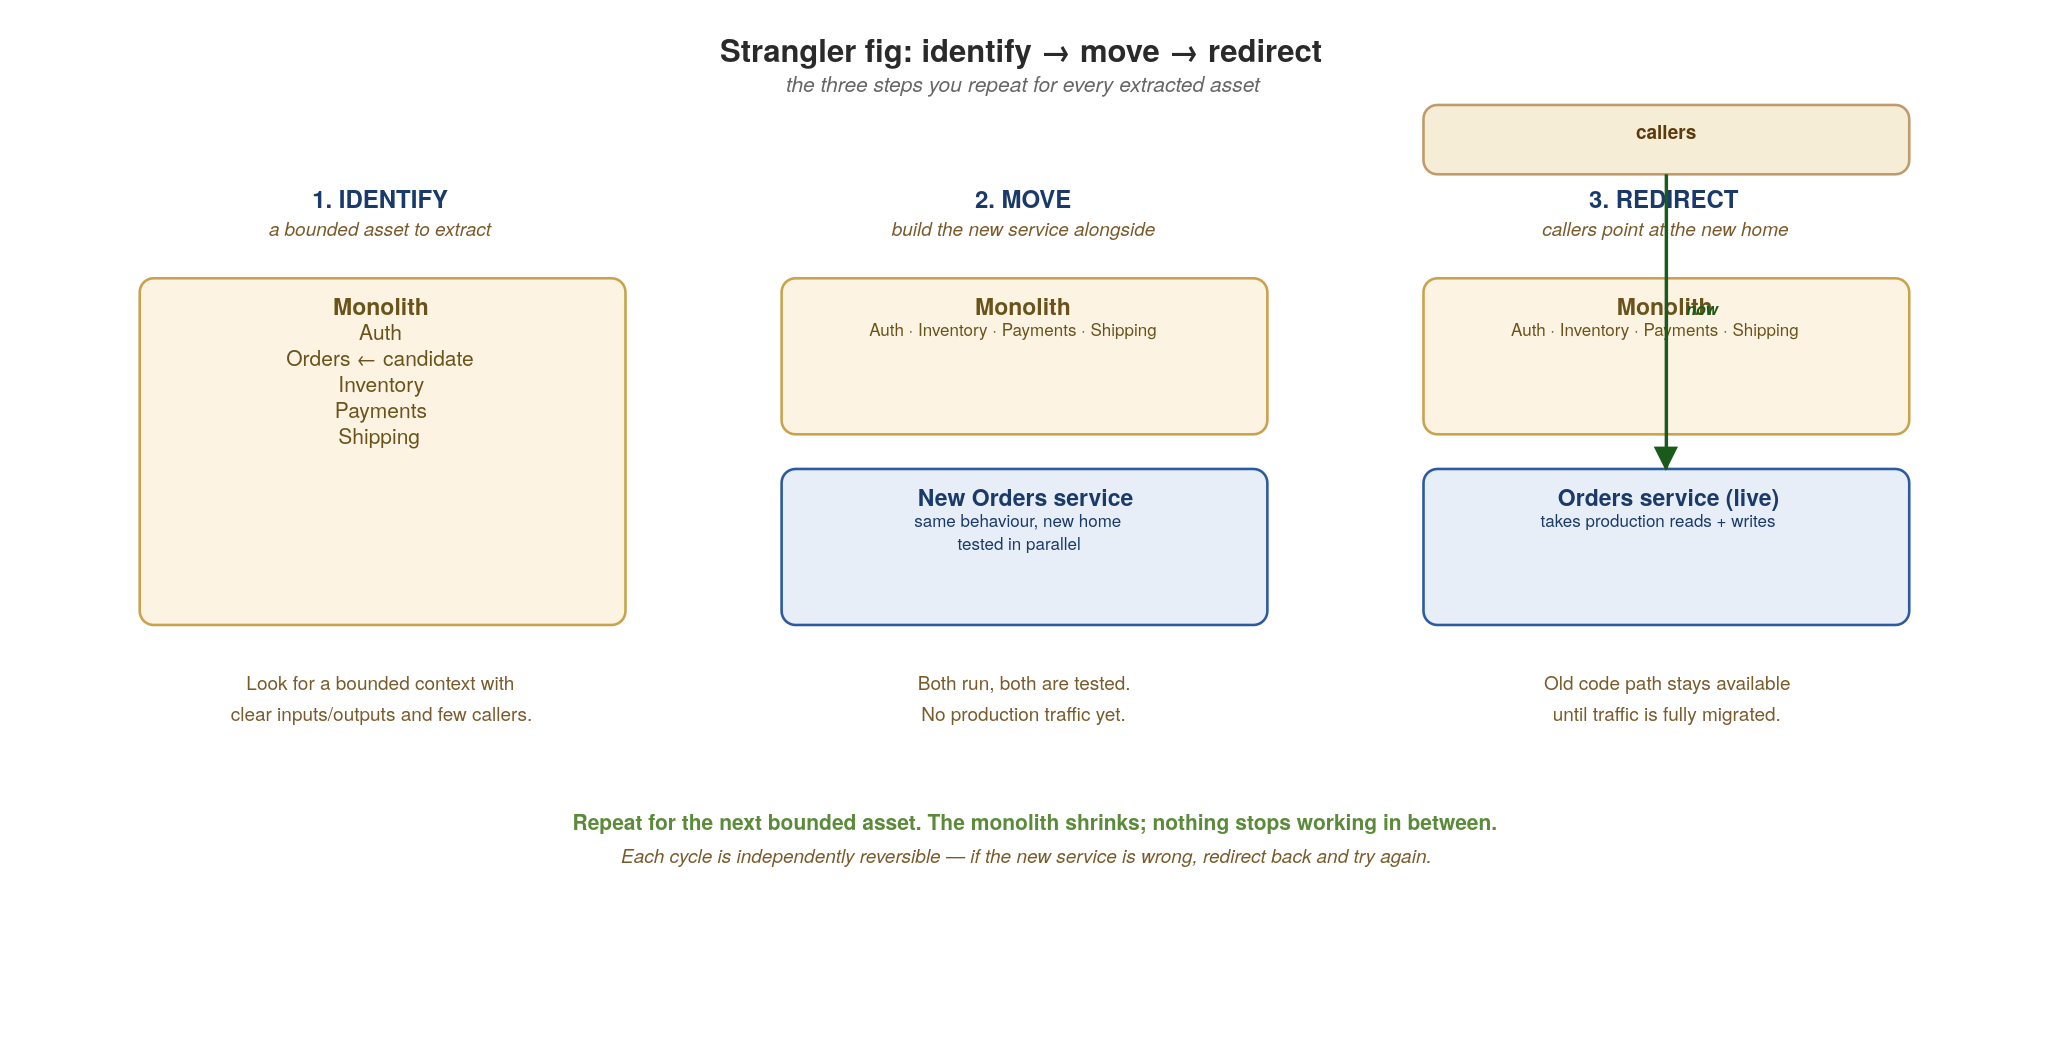 Strangler fig: identify → move → redirect
the three steps you repeat for every extracted asset
1. IDENTIFY
a bounded asset to extract
Monolith
Auth
Orders ← candidate
Inventory
Payments
Shipping
Look for a bounded context with
clear inputs/outputs and few callers.
2. MOVE
build the new service alongside
Monolith
Auth · Inventory · Payments · Shipping
New Orders service
same behaviour, new home
tested in parallel
Both run, both are tested.
No production traffic yet.
callers
3. REDIRECT
callers point at the new home
Monolith
now
Auth · Inventory · Payments · Shipping
Orders service (live)
takes production reads + writes
Old code path stays available
until traffic is fully migrated.
Repeat for the next bounded asset. The monolith shrinks; nothing stops working in between.
Each cycle is independently reversible — if the new service is wrong, redirect back and try again.